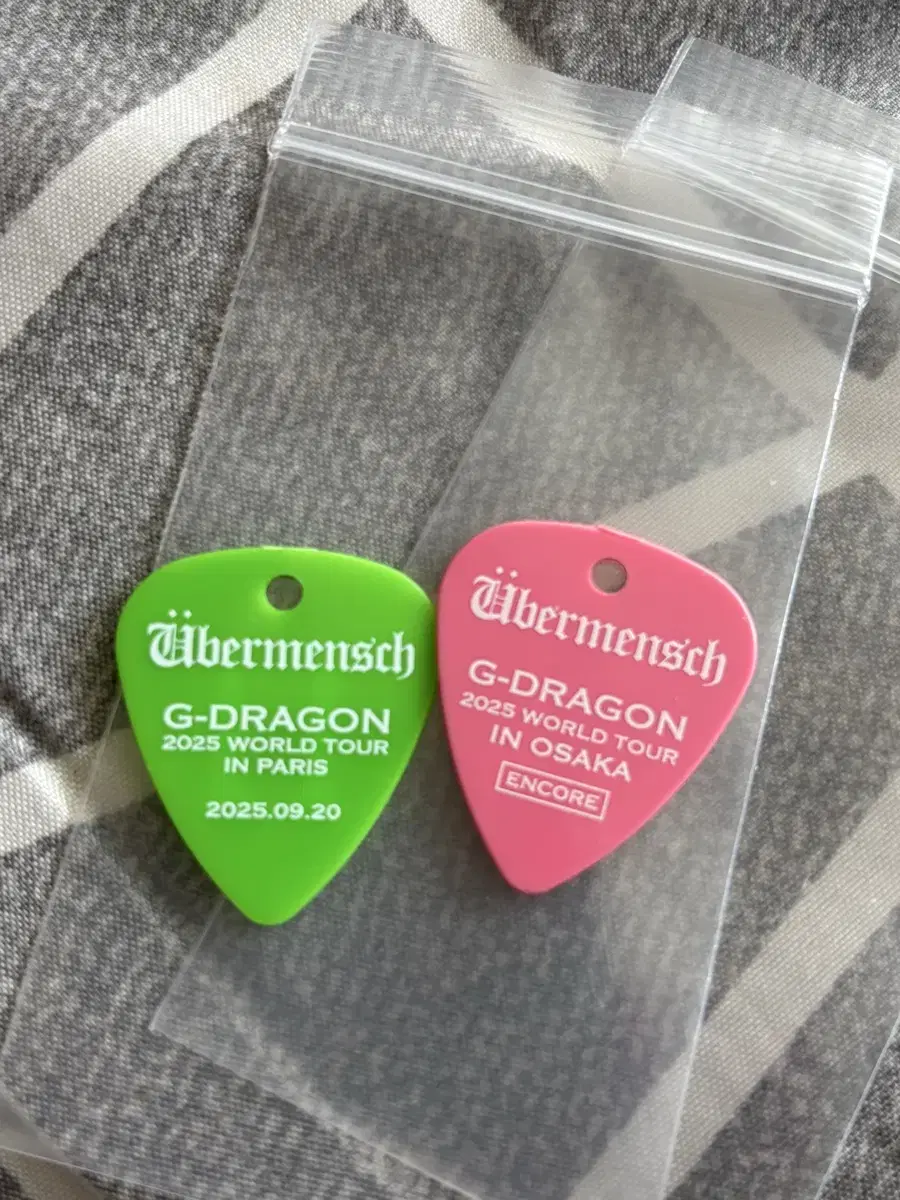 Übermensch
G-DRAGON
2025 WORLD TOUR
IN PARIS
2025.09.20
Übermensch
G-DRAGON
2025 WORLD TOUR
IN OSAKA
ENCORE